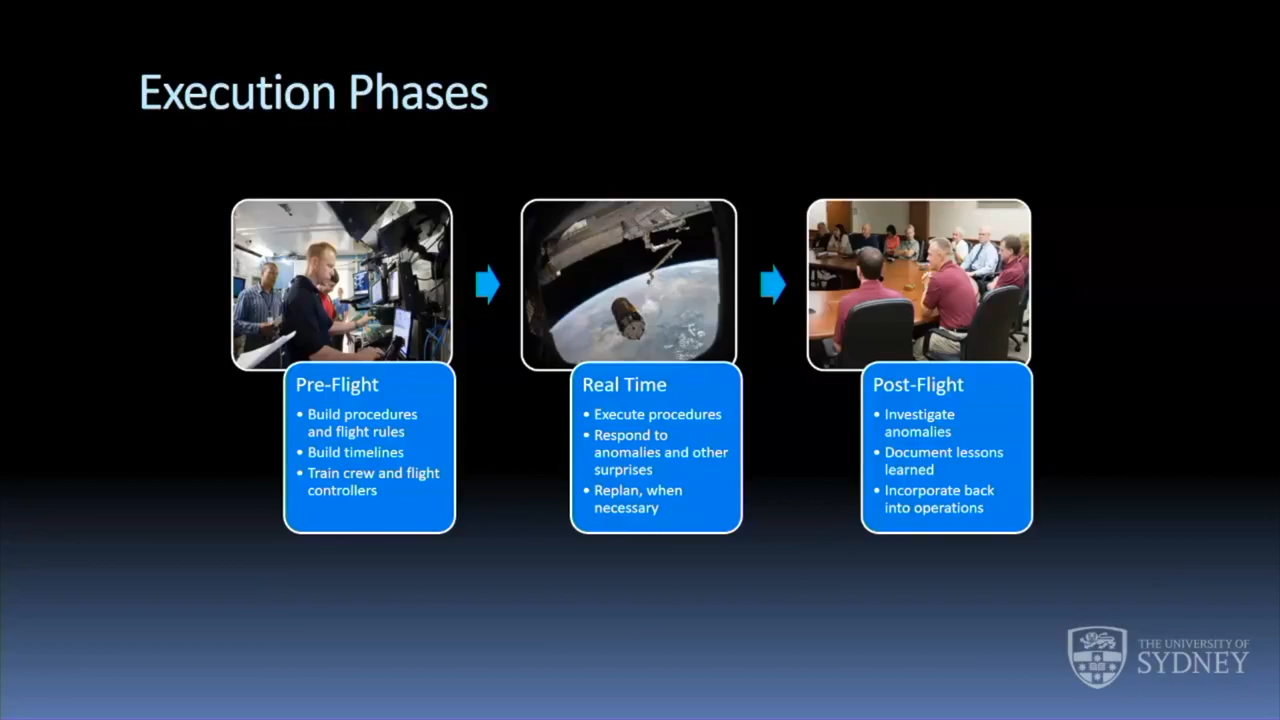 Execution Phases
Pre-Flight
• Build procedures
and flight rules
• Build timelines
• Train crew and flight
controllers
Real Time
• Execute procedures
• Respond to
anomalies and other
surprises
• Replan, when
necessary
Post-Flight
• Investigate
anomalies
• Document lessons
learned
• Incorporate back
into operations
THE UNIVERSITY OF
SYDNEY